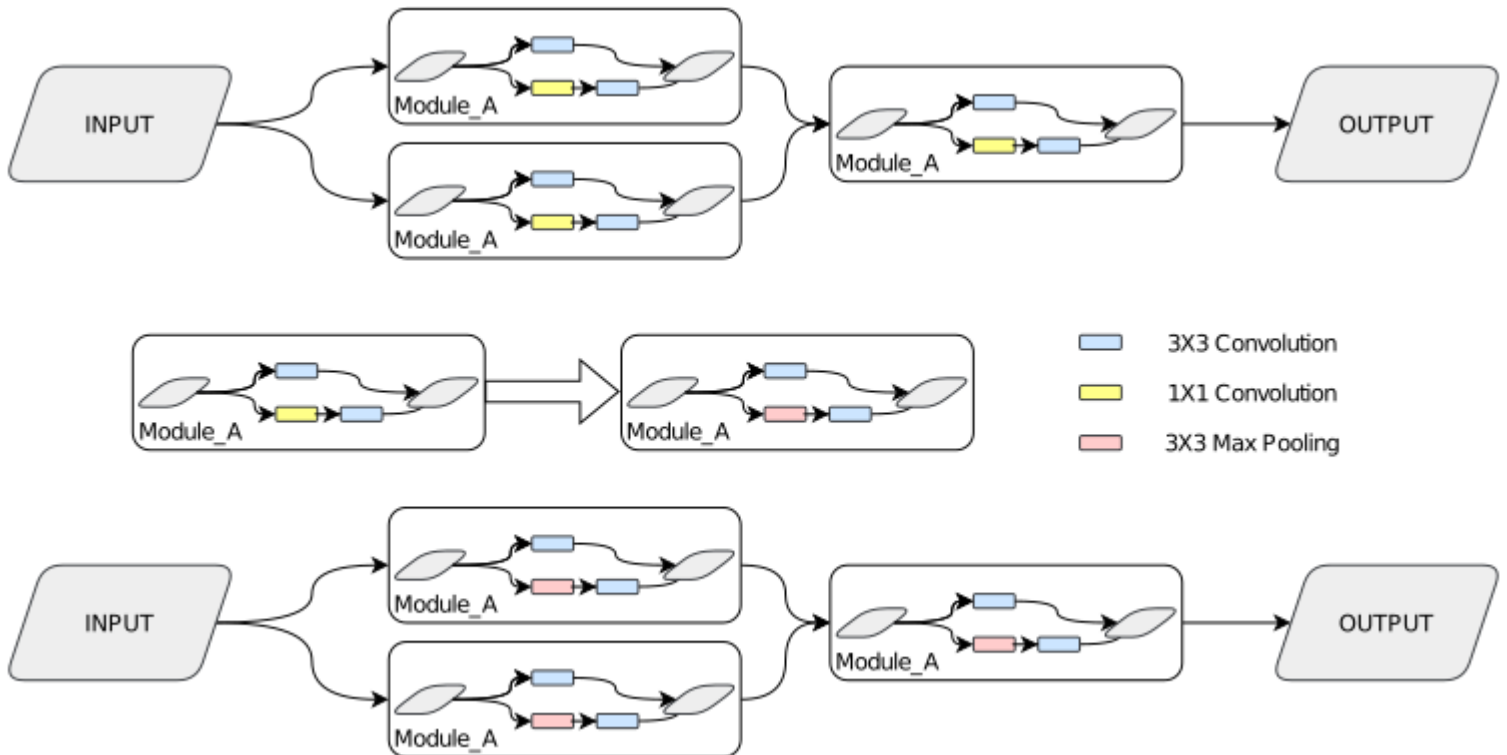 INPUT
Module_A
Module_A
Module_A
OUTPUT
Module_A
Module_A
3X3 Convolution
1X1 Convolution
3X3 Max Pooling
INPUT
Module_A
Module_A
Module_A
OUTPUT